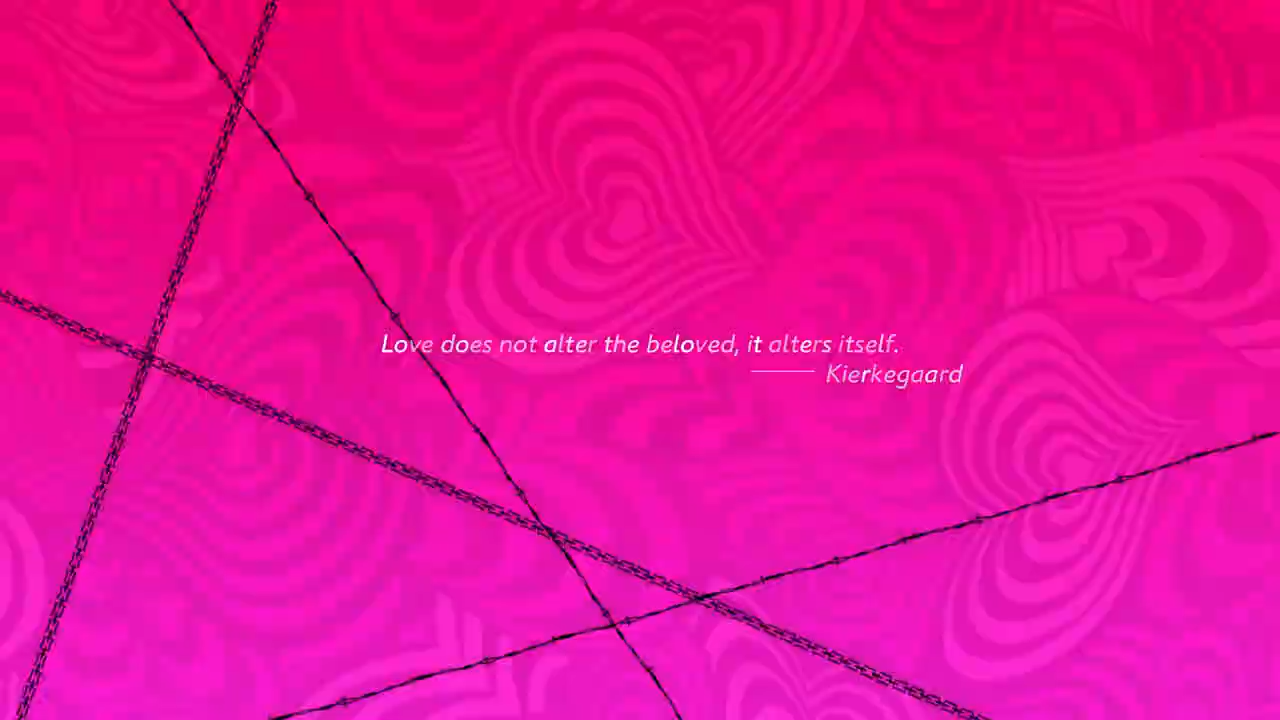 Love does not alter the beloved, it alters itself.
—— Kierkegaard